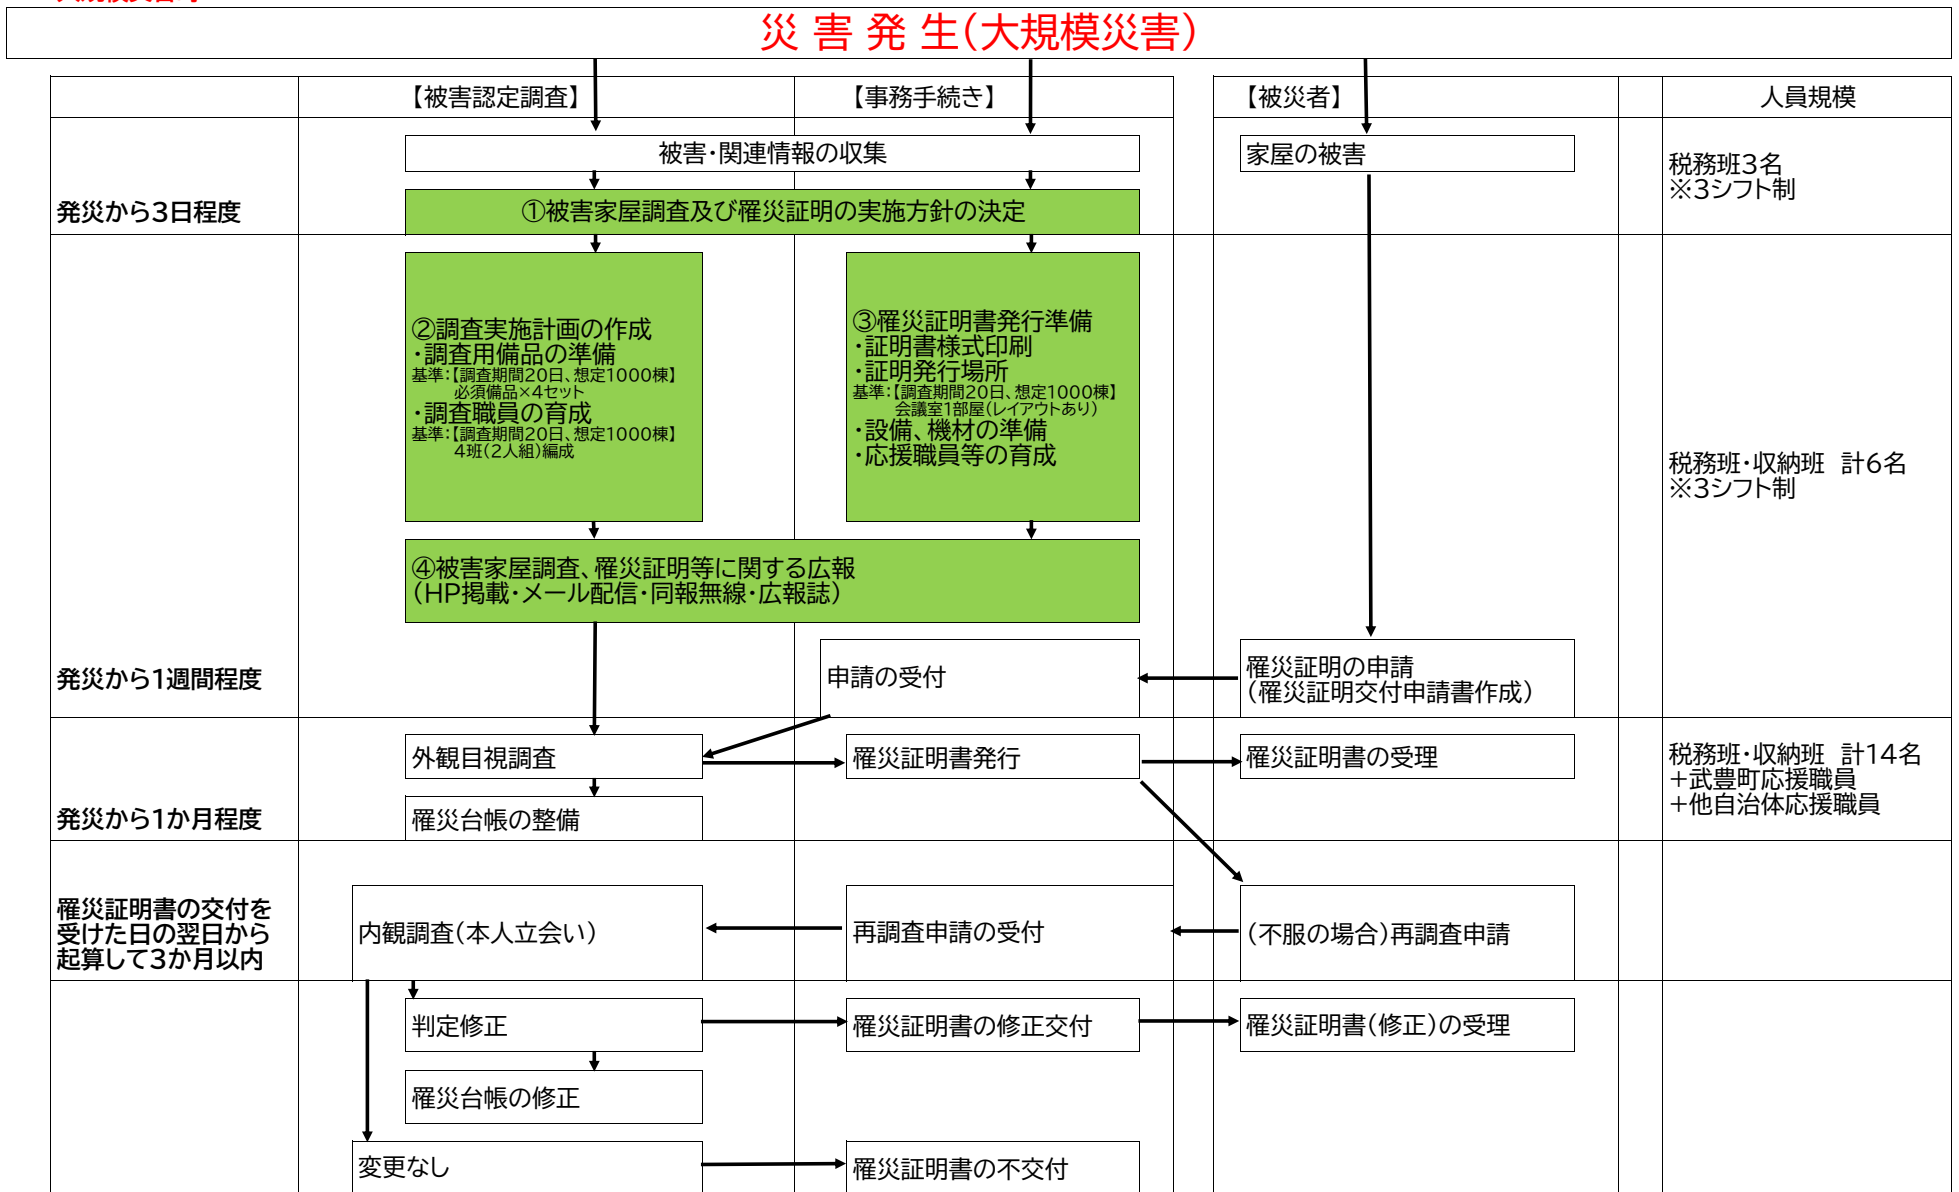 災 害 発 生(大規模災害)
【被害認定調査】
【事務手続き】
【被災者】
人員規模
被害・関連情報の収集
家屋の被害
税務班3名
※3シフト制
発災から3日程度
①被害家屋調査及び罹災証明の実施方針の決定
②調査実施計画の作成
・調査用備品の準備
基準:【調査期間20日、想定1000棟】
必須備品×4セット
・調査職員の育成
基準:【調査期間20日、想定1000棟】
4班(2人組)編成
③罹災証明書発行準備
・証明書様式印刷
・証明発行場所
基準:【調査期間20日、想定1000棟】
会議室1部屋(レイアウトあり)
・設備、機材の準備
・応援職員等の育成
税務班・収納班 計6名
※3シフト制
④被害家屋調査、罹災証明等に関する広報
(HP掲載・メール配信・同報無線・広報誌)
発災から1週間程度
申請の受付
罹災証明の申請
(罹災証明交付申請書作成)
外観目視調査
罹災証明書発行
罹災証明書の受理
税務班・収納班 計14名
+武豊町応援職員
+他自治体応援職員
発災から1か月程度
罹災台帳の整備
罹災証明書の交付を
受けた日の翌日から
起算して3か月以内
内観調査(本人立会い)
再調査申請の受付
(不服の場合)再調査申請
判定修正
罹災証明書の修正交付
罹災証明書(修正)の受理
罹災台帳の修正
変更なし
罹災証明書の不交付